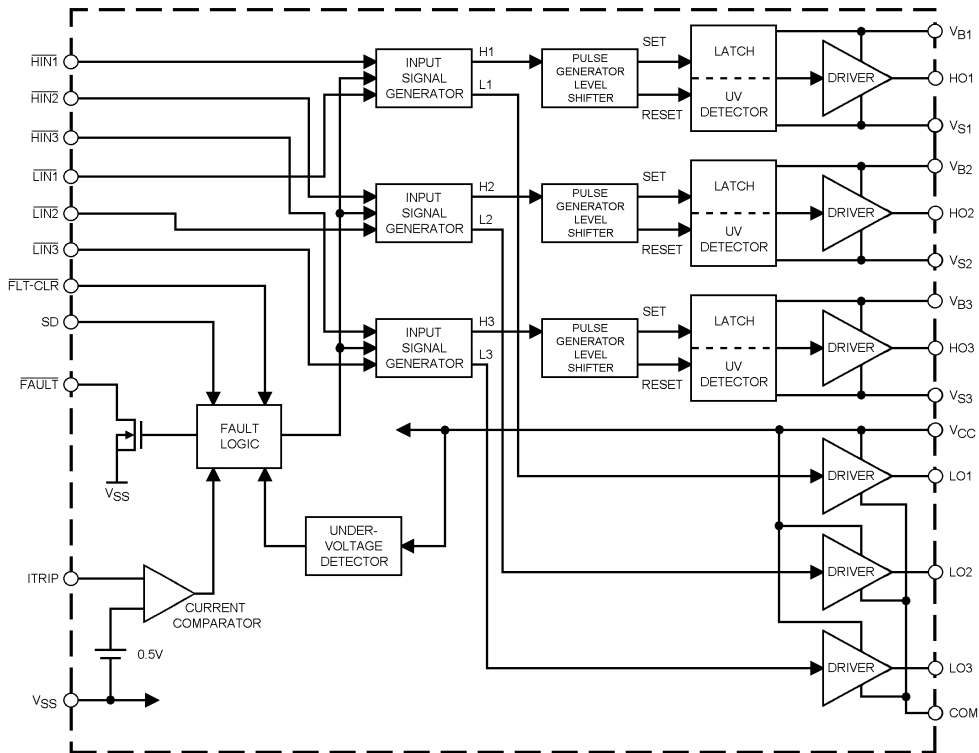 HIN1
HIN2
HIN3
LIN1
LIN2
LIN3
FLT-CLR
SD
FAULT
VSS
ITRIP
VSS
INPUT
SIGNAL
GENERATOR
H1
L1
PULSE
GENERATOR
LEVEL
SHIFTER
SET
RESET
LATCH
UV
DETECTOR
DRIVER
VB1
HO1
VS1
INPUT
SIGNAL
GENERATOR
H2
L2
PULSE
GENERATOR
LEVEL
SHIFTER
SET
RESET
LATCH
UV
DETECTOR
DRIVER
VB2
HO2
VS2
INPUT
SIGNAL
GENERATOR
H3
L3
PULSE
GENERATOR
LEVEL
SHIFTER
SET
RESET
LATCH
UV
DETECTOR
DRIVER
VB3
HO3
VS3
FAULT
LOGIC
UNDER-
VOLTAGE
DETECTOR
CURRENT
COMPARATOR
0.5V
VCC
DRIVER
LO1
DRIVER
LO2
DRIVER
LO3
COM